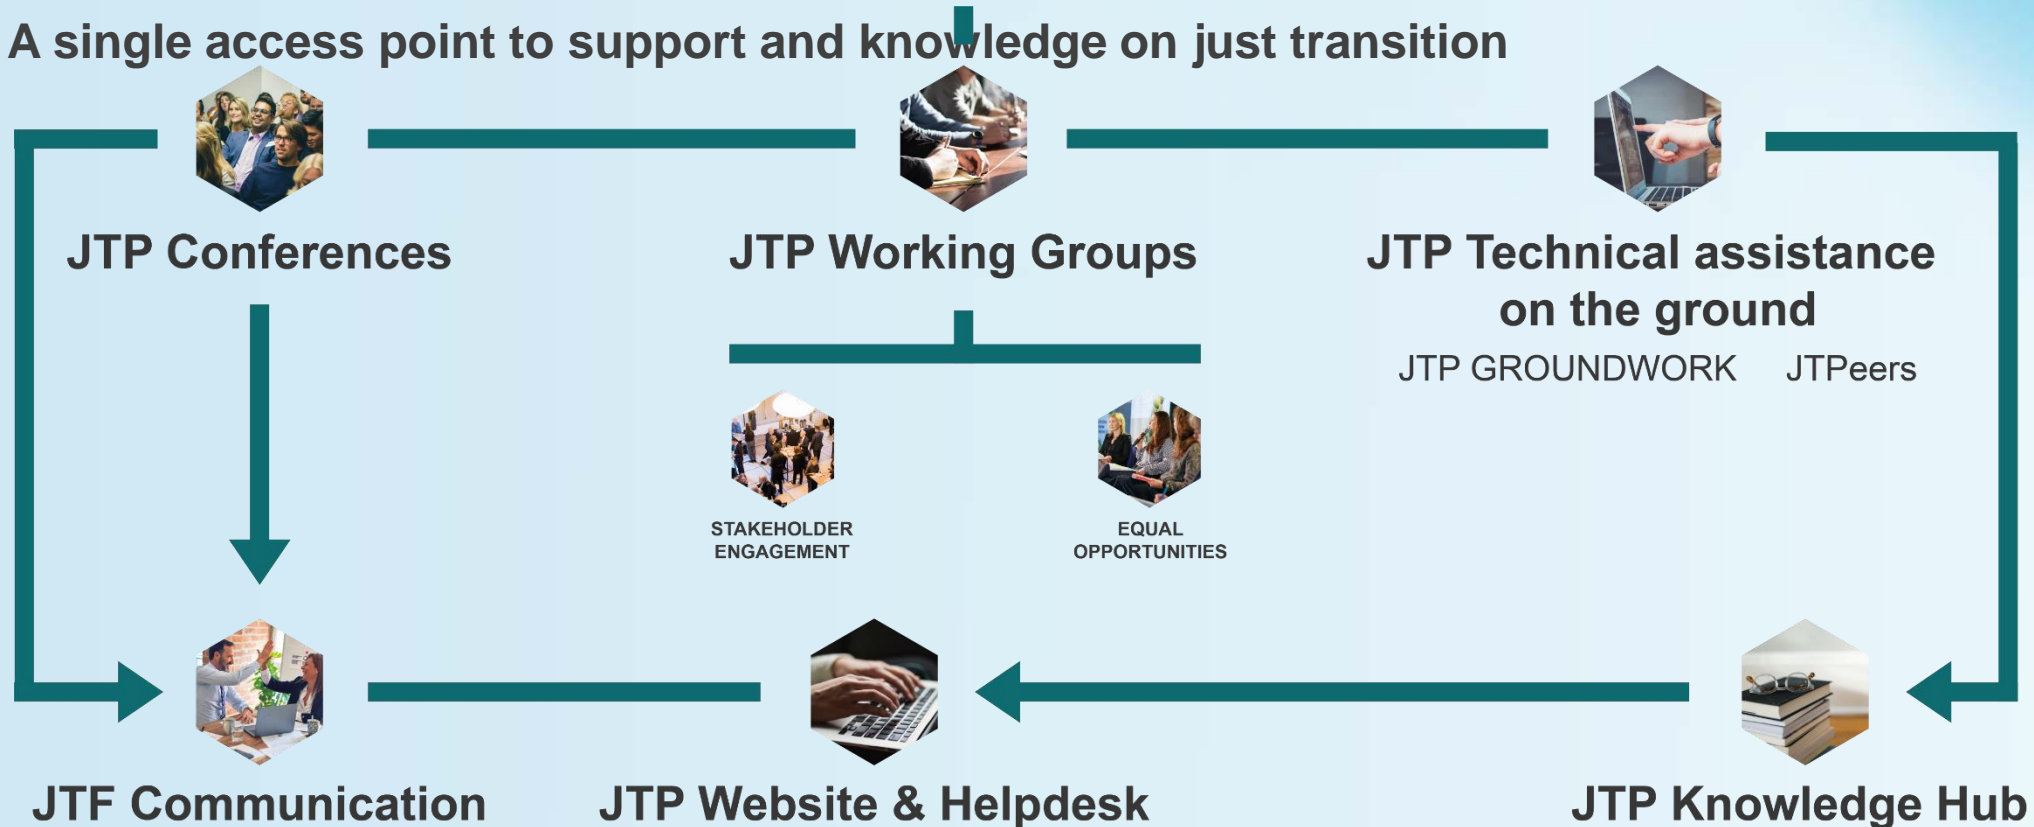 A single access point to support and knowledge on just transition
JTP Conferences
JTP Working Groups
JTP Technical assistance
on the ground
JTP GROUNDWORK JTPeers
STAKEHOLDER
ENGAGEMENT
EQUAL
OPPORTUNITIES
JTF Communication
JTP Website & Helpdesk
JTP Knowledge Hub